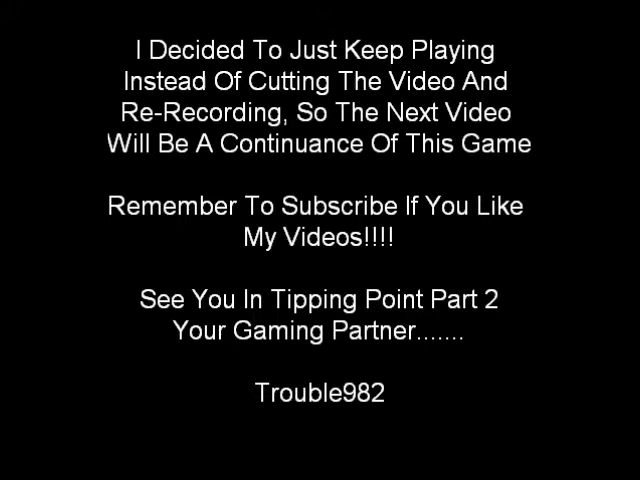 I Decided To Just Keep Playing
Instead Of Cutting The Video And
Re-Recording, So The Next Video
Will Be A Continuance Of This Game
Remember To Subscribe If You Like
My Videos!!!!
See You In Tipping Point Part 2
Your Gaming Partner.......
Trouble982